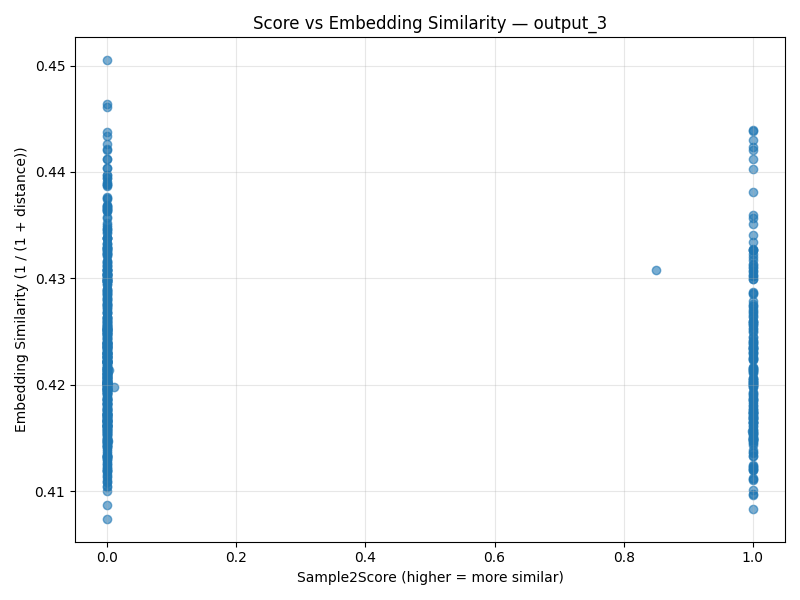 Score vs Embedding Similarity — output_3
Embedding Similarity (1 / (1 + distance))
0.45
0.44
0.43
0.42
0.41
0.0 0.2 0.4 0.6 0.8 1.0
Sample2Score (higher = more similar)